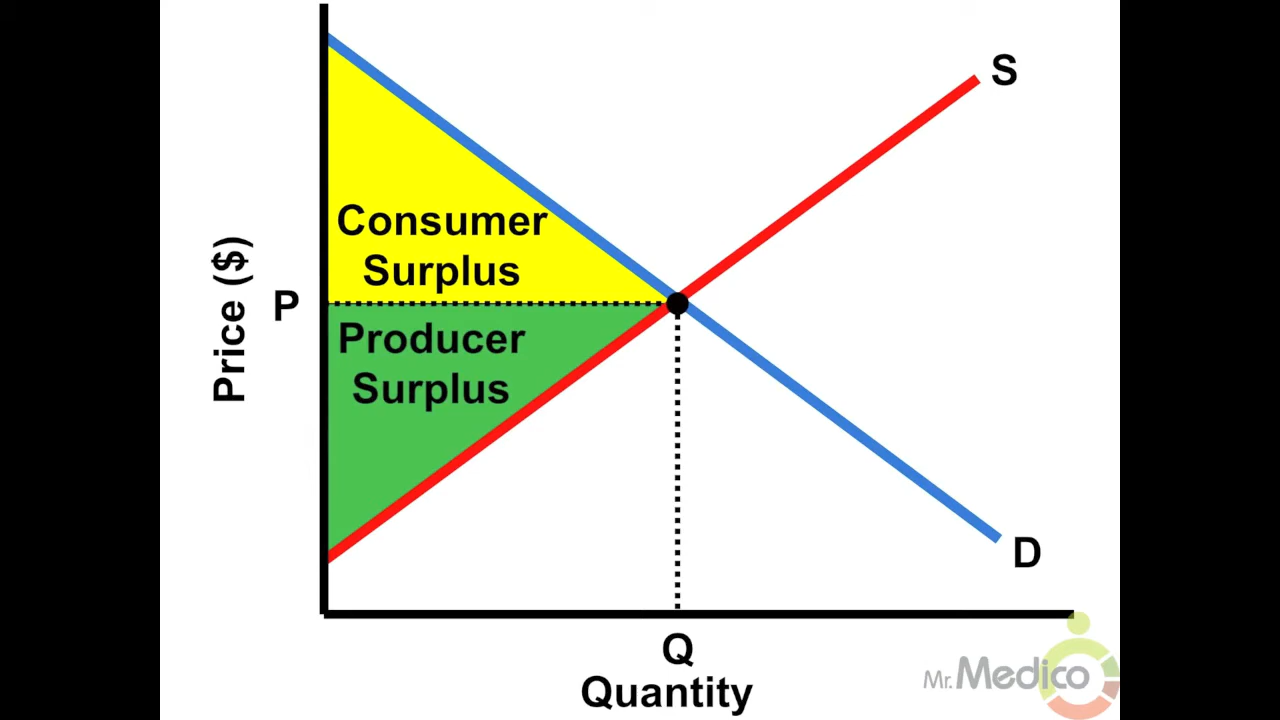 S
Consumer
Surplus
Price ($)
P
Producer
Surplus
D
Q
Quantity
Mr.Medico